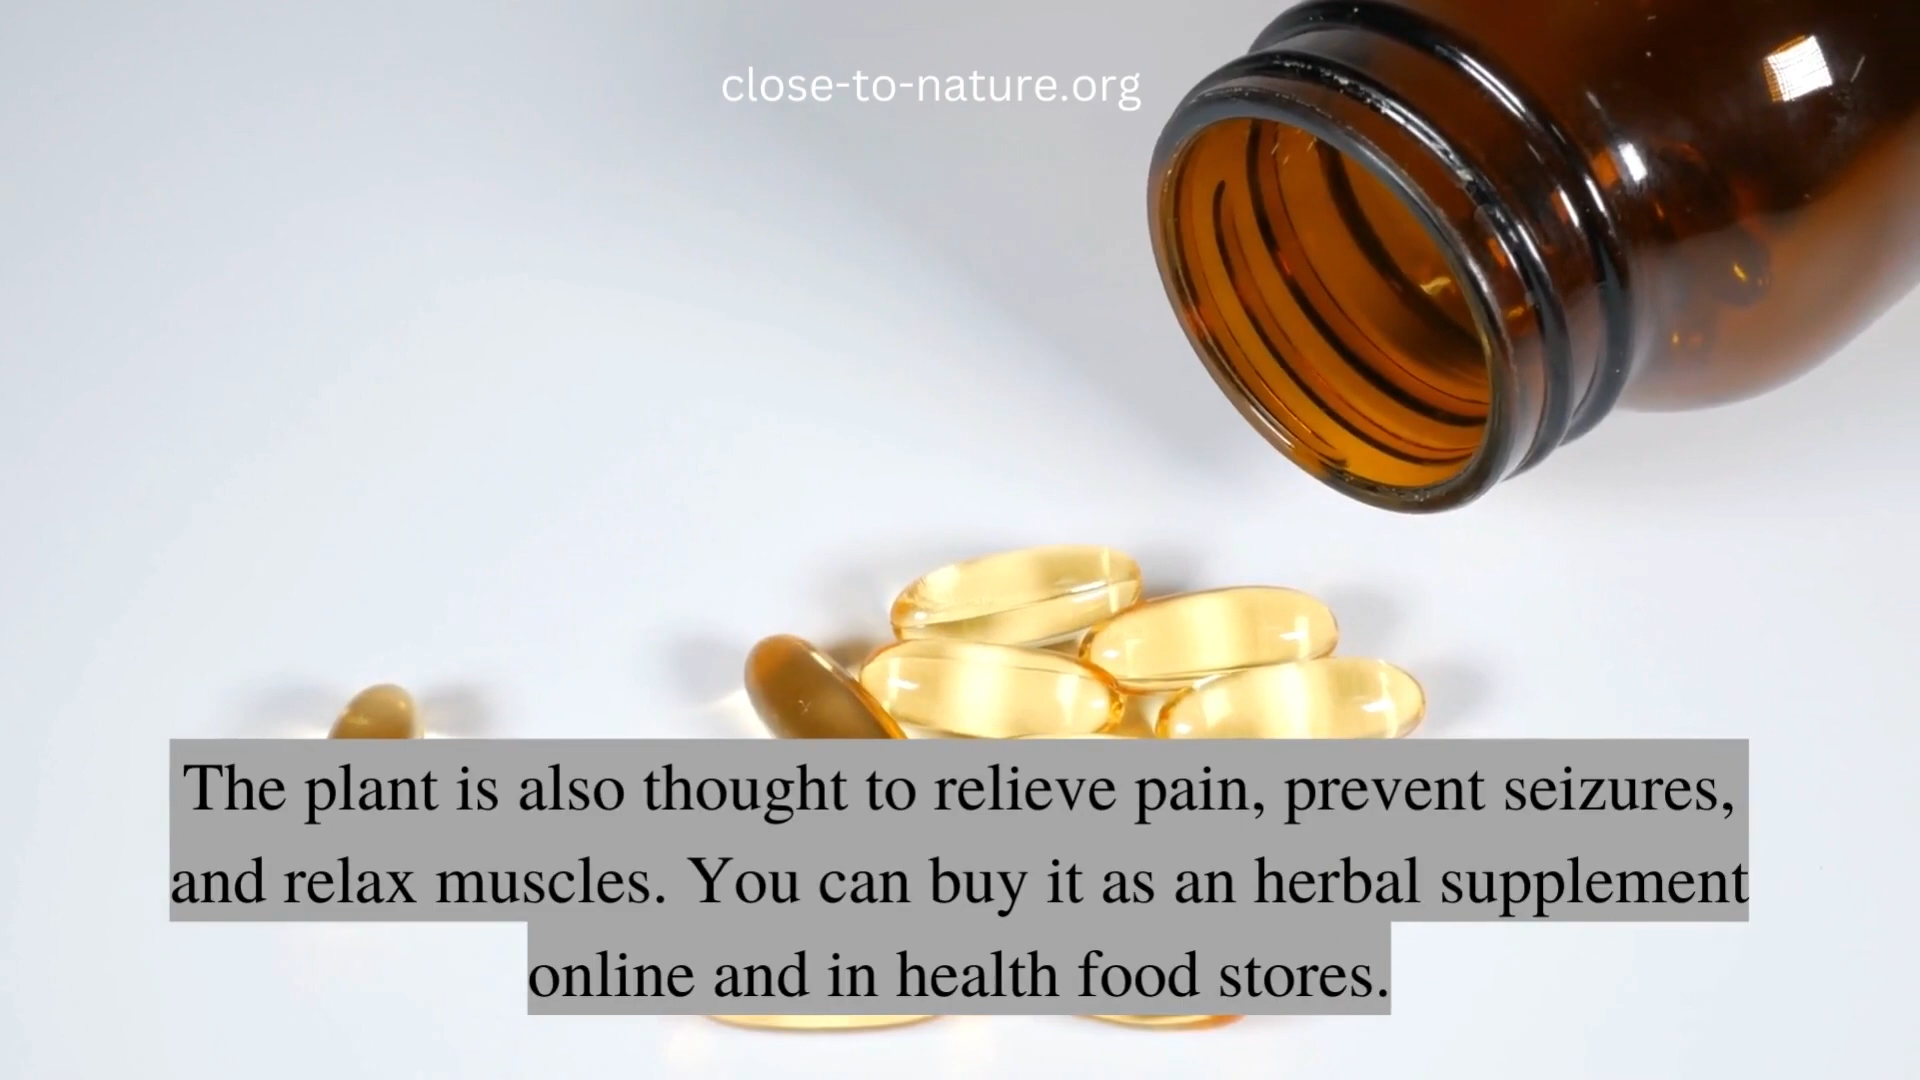 close-to-nature.org
The plant is also thought to relieve pain, prevent seizures,
and relax muscles. You can buy it as an herbal supplement
online and in health food stores.